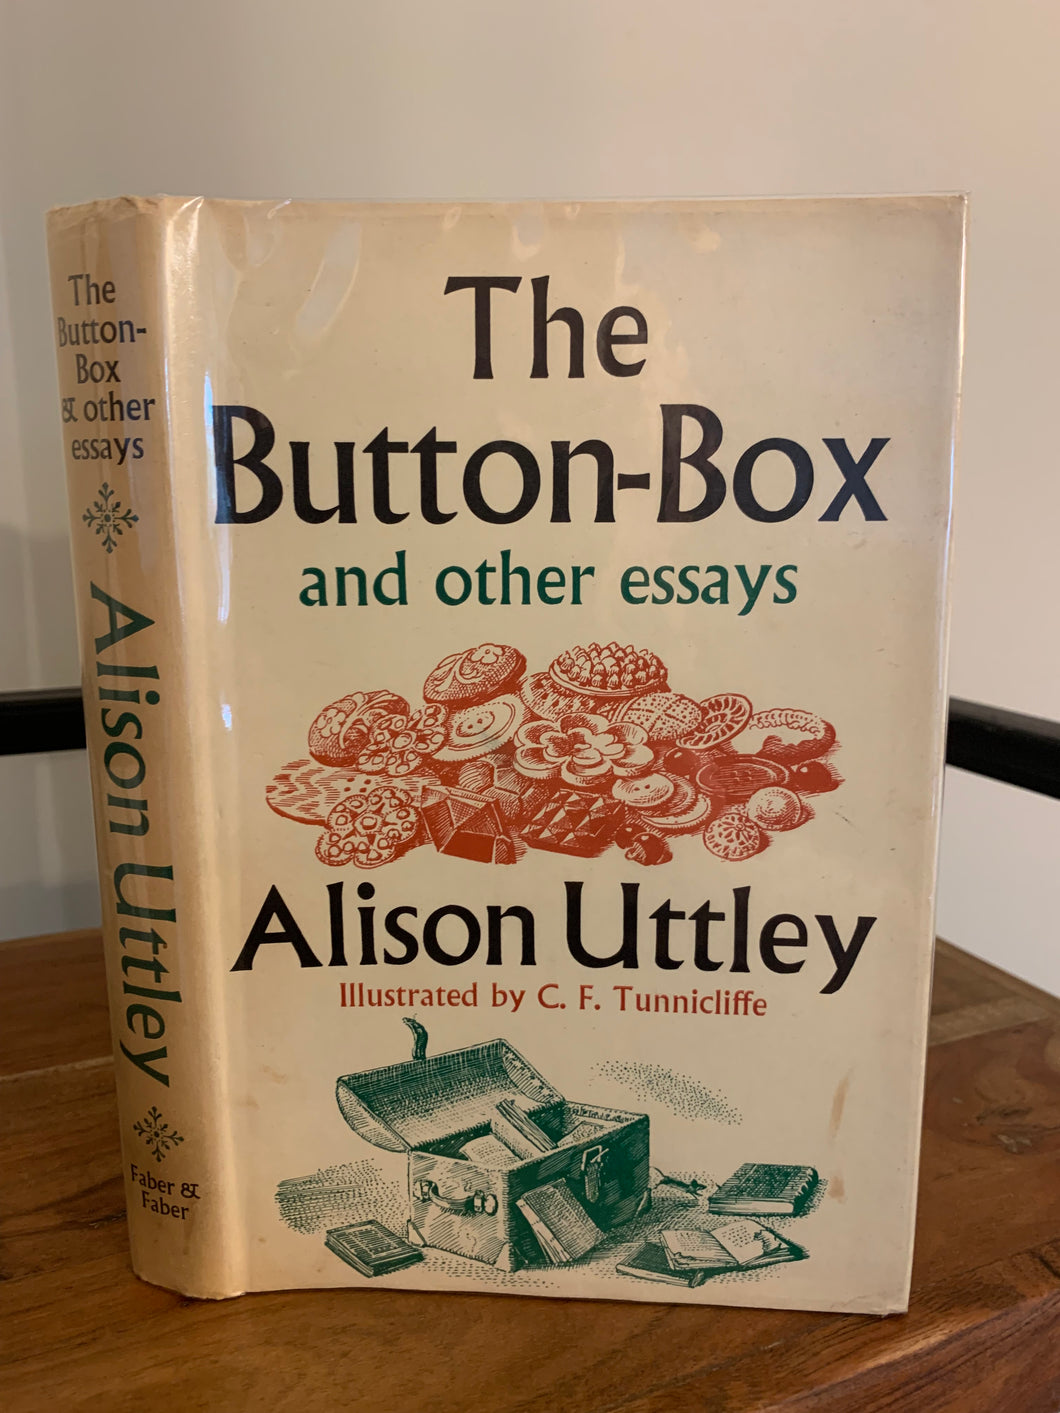 The
Button-
Box
& other
essays
Alison Uttley
Faber &
Faber
The
Button-Box
and other essays
Alison Uttley
Illustrated by C. F. Tunnicliffe